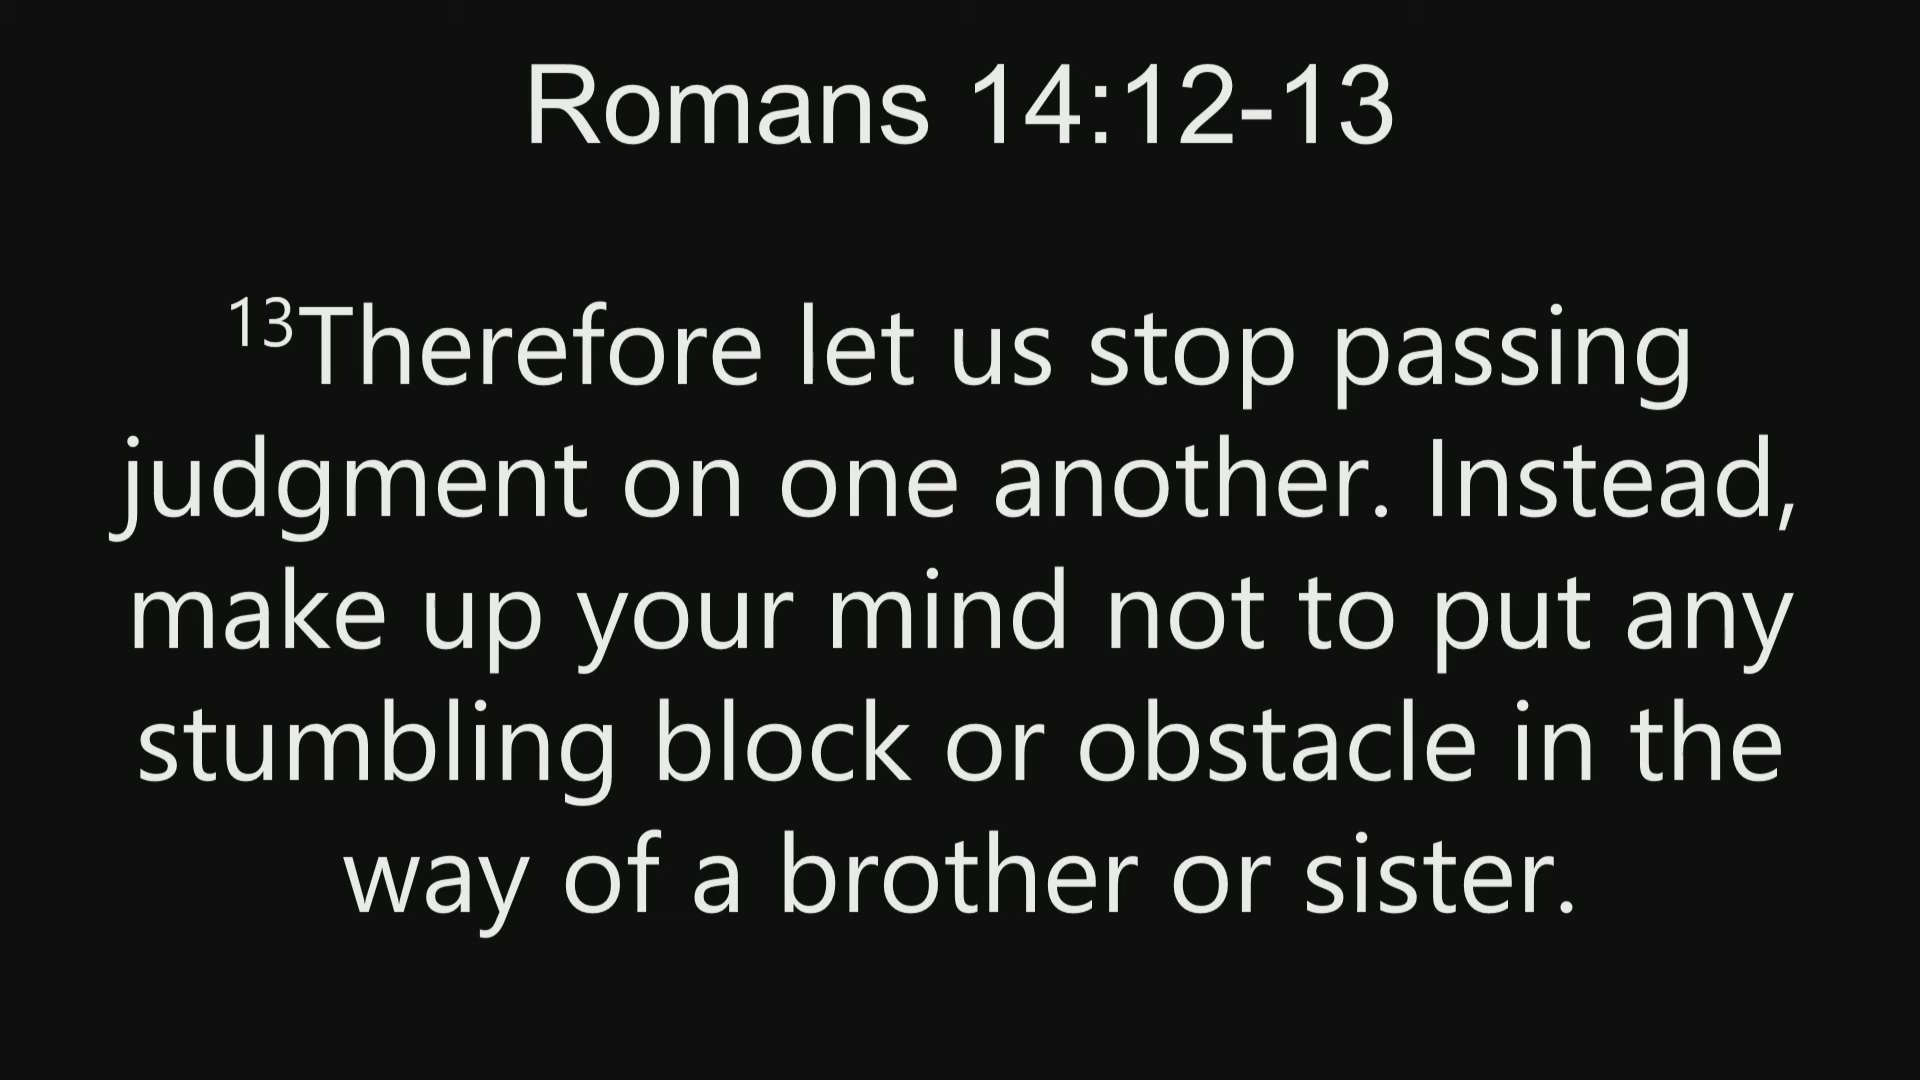 Romans 14:12-13
13Therefore let us stop passing
judgment on one another. Instead,
make up your mind not to put any
stumbling block or obstacle in the
way of a brother or sister.